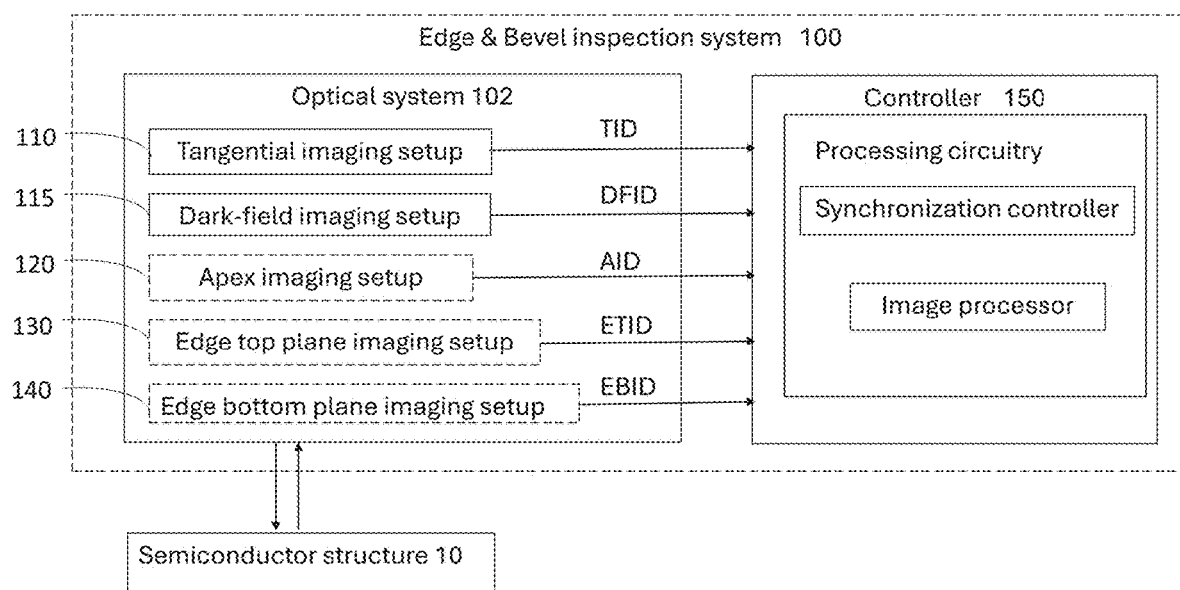 Edge & Bevel inspection system 100
Optical system 102
Controller 150
110
Tangential imaging setup
TID
Processing circuitry
115
Dark-field imaging setup
DFID
Synchronization controller
120
Apex imaging setup
AID
Image processor
130
Edge top plane imaging setup
ETID
140
Edge bottom plane imaging setup
EBID
Semiconductor structure 10